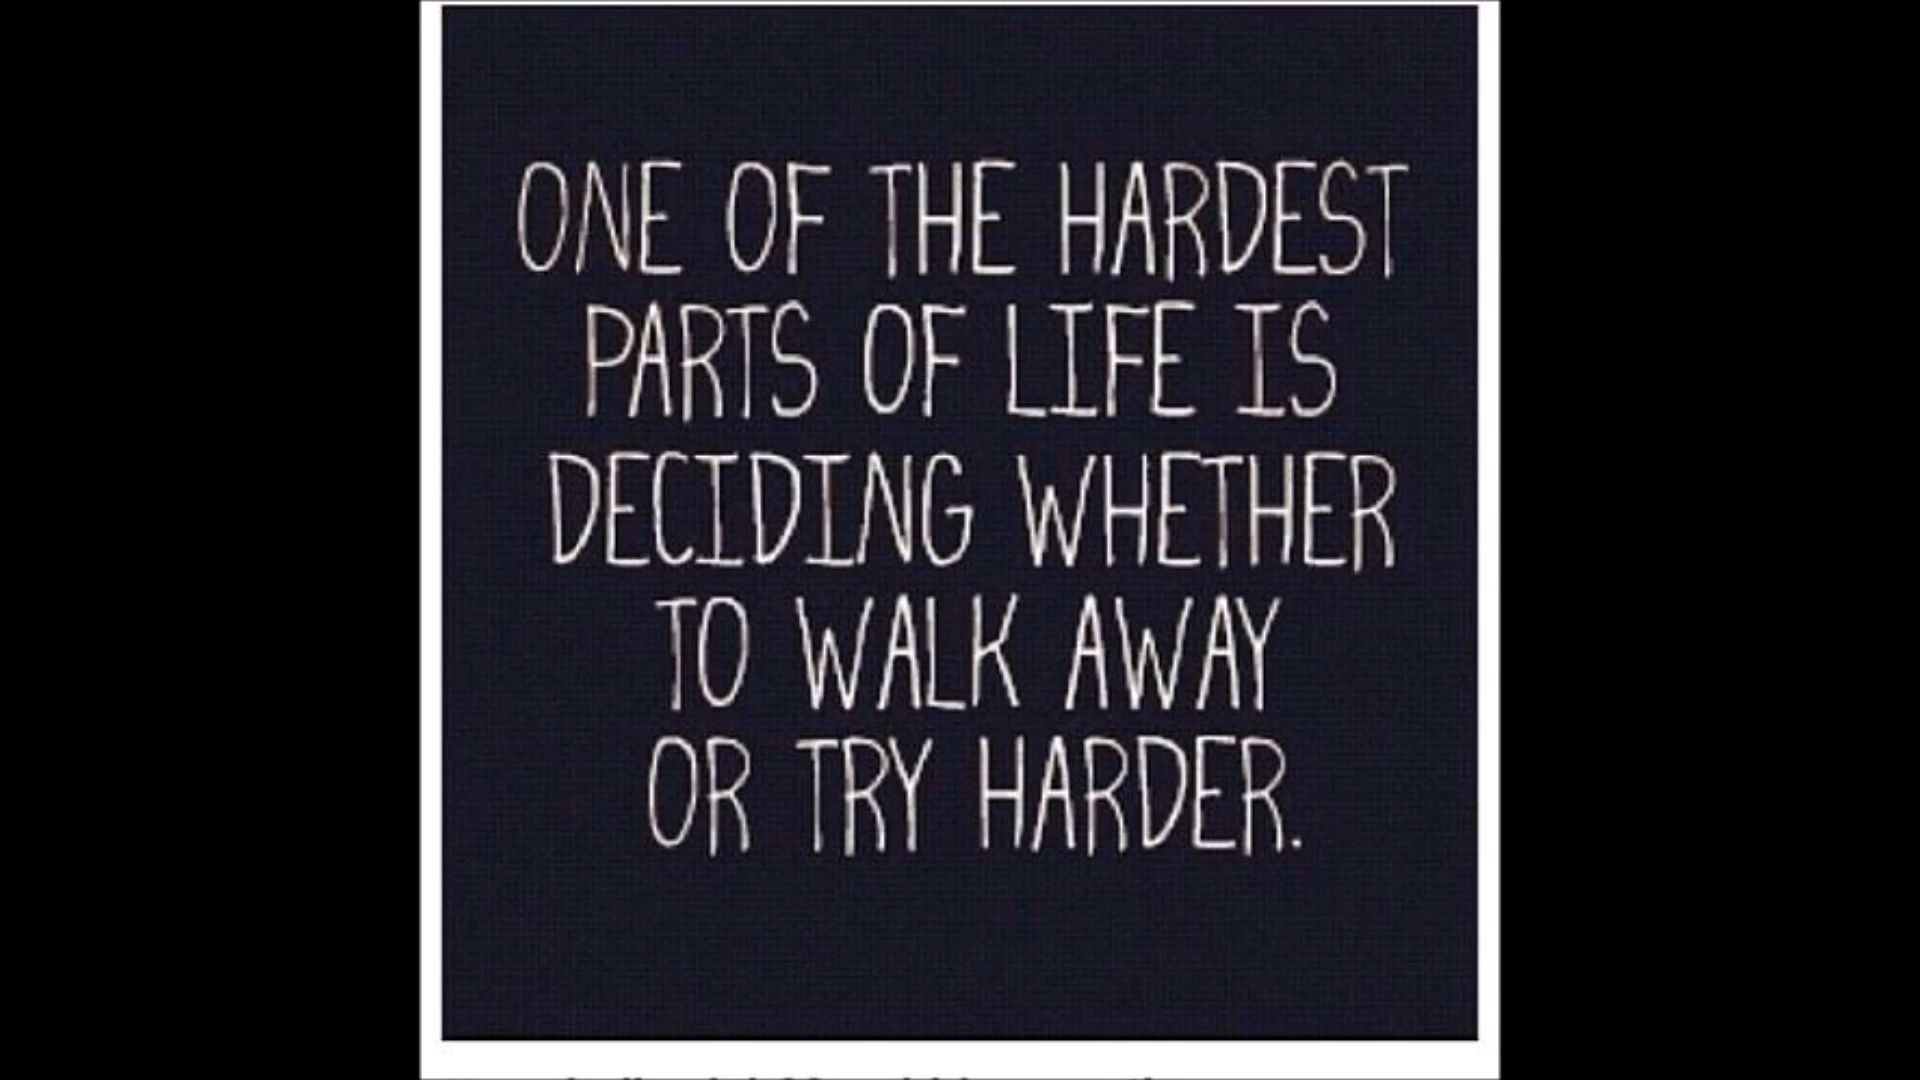 ONE OF THE HARDEST
PARTS OF LIFE IS
DECIDING WHETHER
TO WALK AWAY
OR TRY HARDER.